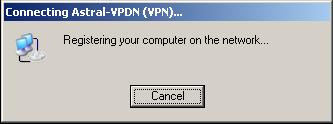 Connecting Astral-VPDN (VPN)...
Registering your computer on the network...
Cancel